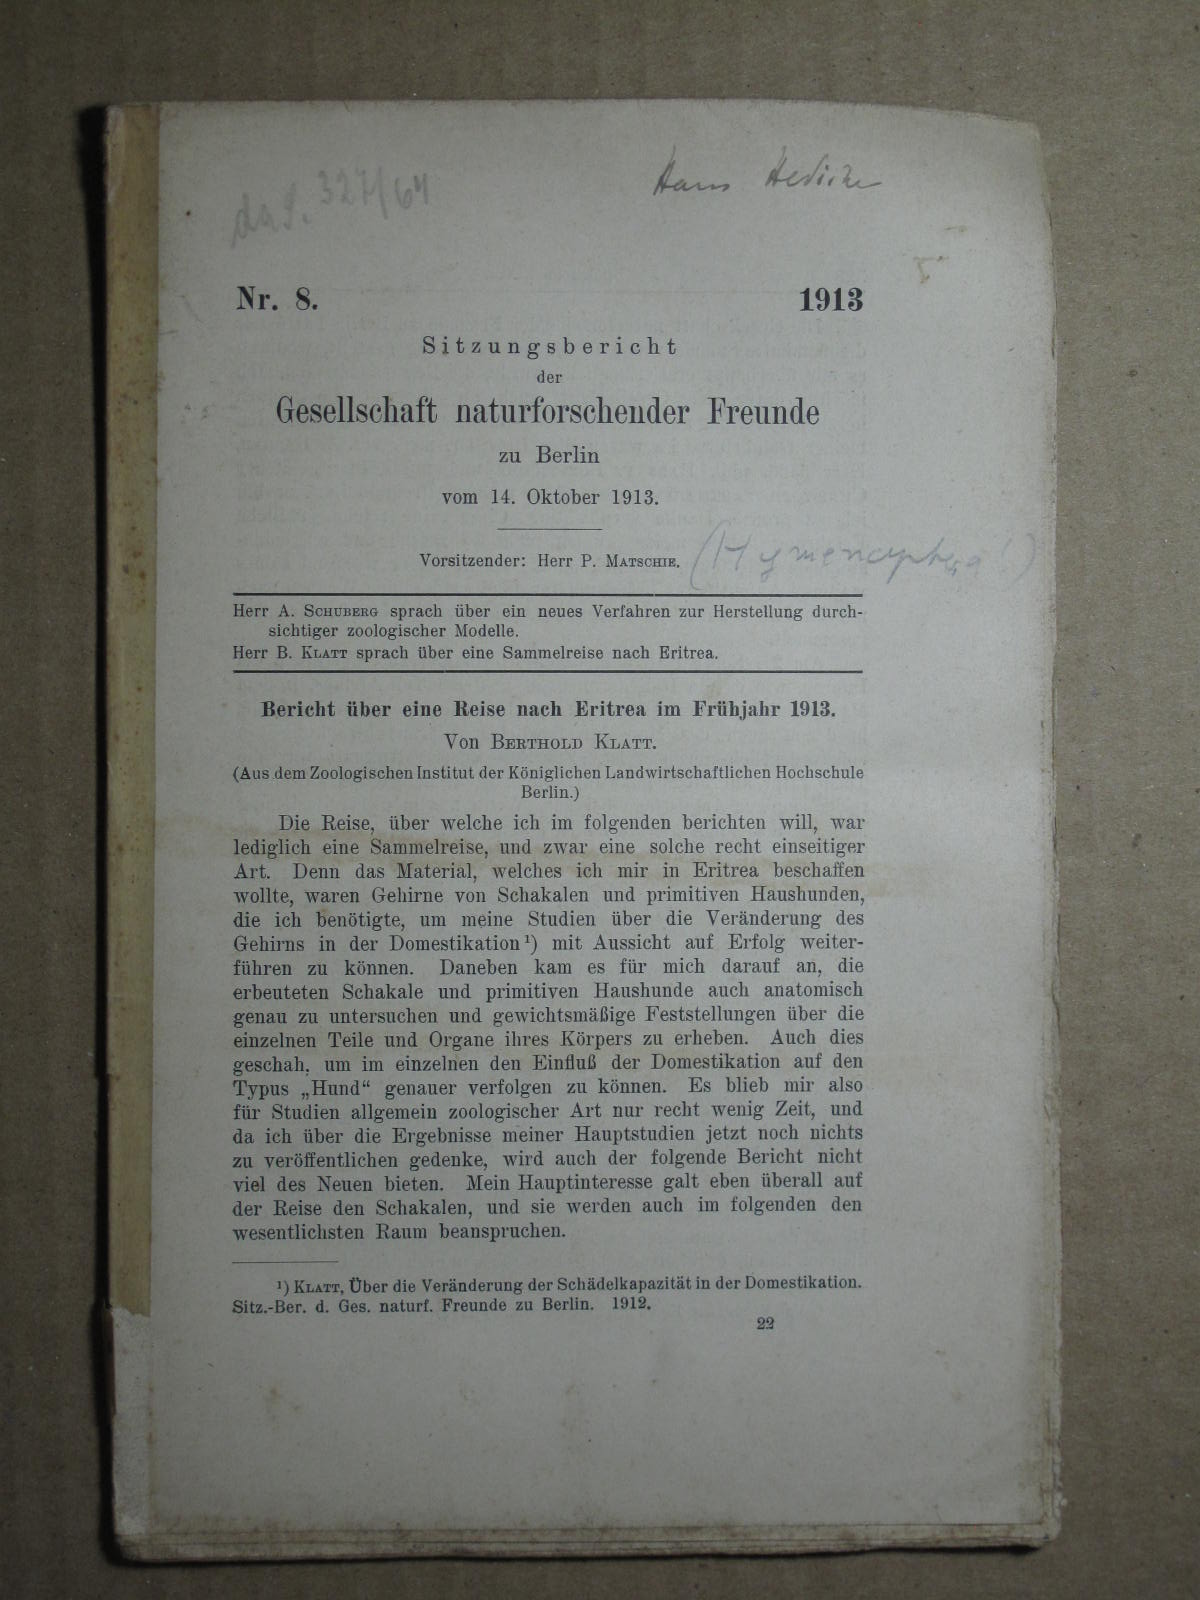 327/64
Hans Hedicke
Nr. 8. 1913
Sitzungsbericht
der
Gesellschaft naturforschender Freunde
zu Berlin
vom 14. Oktober 1913.
Vorsitzender: Herr P. Matschie. (Hymenoptera!)
Herr A. Schuberg sprach über ein neues Verfahren zur Herstellung durch-
sichtiger zoologischer Modelle.
Herr B. Klatt sprach über eine Sammelreise nach Eritrea.
Bericht über eine Reise nach Eritrea im Frühjahr 1913.
Von Berthold Klatt.
(Aus dem Zoologischen Institut der Königlichen Landwirtschaftlichen Hochschule
Berlin.)
Die Reise, über welche ich im folgenden berichten will, war
lediglich eine Sammelreise, und zwar eine solche recht einseitiger
Art. Denn das Material, welches ich mir in Eritrea beschaffen
wollte, waren Gehirne von Schakalen und primitiven Haushunden,
die ich benötigte, um meine Studien über die Veränderung des
Gehirns in der Domestikation¹) mit Aussicht auf Erfolg weiter-
führen zu können. Daneben kam es für mich darauf an, die
erbeuteten Schakale und primitiven Haushunde auch anatomisch
genau zu untersuchen und gewichtsmäßige Feststellungen über die
einzelnen Teile und Organe ihres Körpers zu erheben. Auch dies
geschah, um im einzelnen den Einfluß der Domestikation auf den
Typus „Hund“ genauer verfolgen zu können. Es blieb mir also
für Studien allgemein zoologischer Art nur recht wenig Zeit, und
da ich über die Ergebnisse meiner Hauptstudien jetzt noch nichts
zu veröffentlichen gedenke, wird auch der folgende Bericht nicht
viel des Neuen bieten. Mein Hauptinteresse galt eben überall auf
der Reise den Schakalen, und sie werden auch im folgenden den
wesentlichsten Raum beanspruchen.
¹) Klatt, Über die Veränderung der Schädelkapazität in der Domestikation.
Sitz.-Ber. d. Ges. naturf. Freunde zu Berlin. 1912.
22